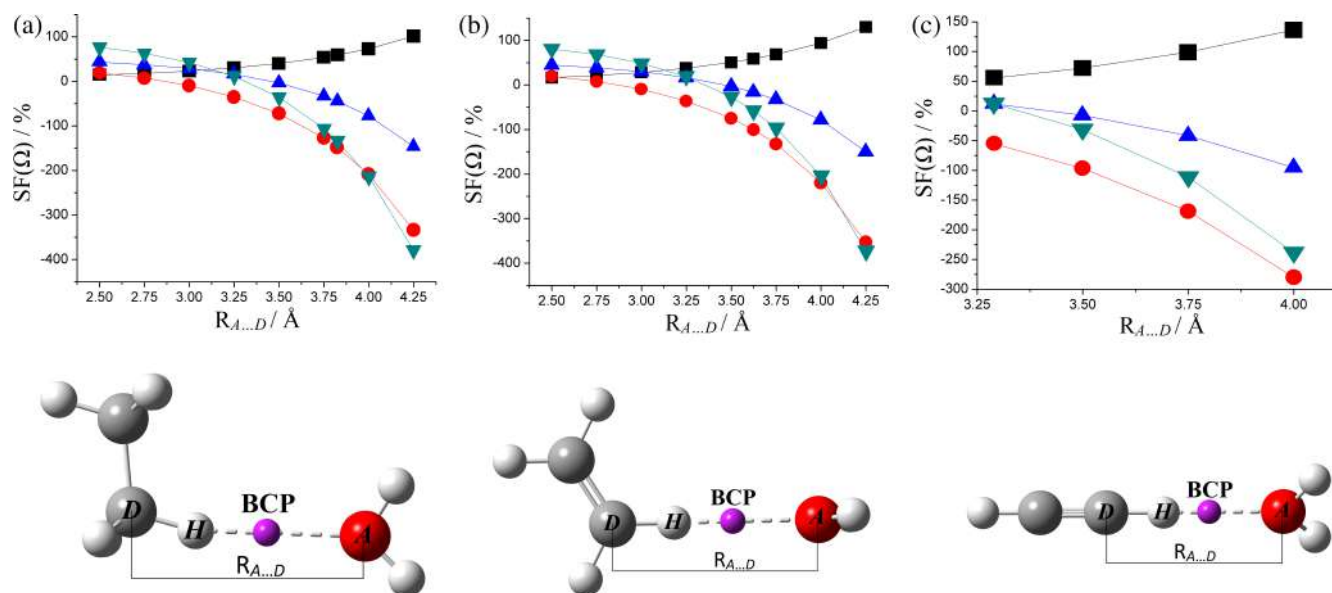 (a)
100
0
-100
-200
-300
-400
SF(Ω) / %
2.50 2.75 3.00 3.25 3.50 3.75 4.00 4.25
R_A...D / Å
(b)
100
0
-100
-200
-300
-400
SF(Ω) / %
2.50 2.75 3.00 3.25 3.50 3.75 4.00 4.25
R_A...D / Å
(c)
150
100
50
0
-50
-100
-150
-200
-250
-300
SF(Ω) / %
3.25 3.50 3.75 4.00
R_A...D / Å
D H BCP A
R_A...D
D H BCP A
R_A...D
D H BCP A
R_A...D